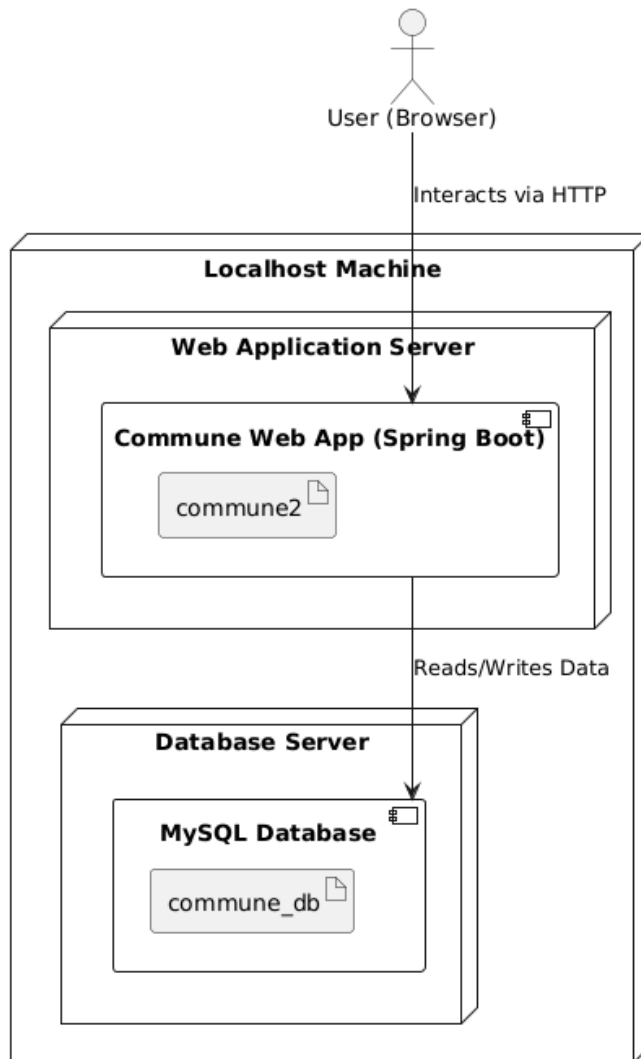 User (Browser)
Interacts via HTTP
Localhost Machine
Web Application Server
Commune Web App (Spring Boot)
commune2
Reads/Writes Data
Database Server
MySQL Database
commune_db